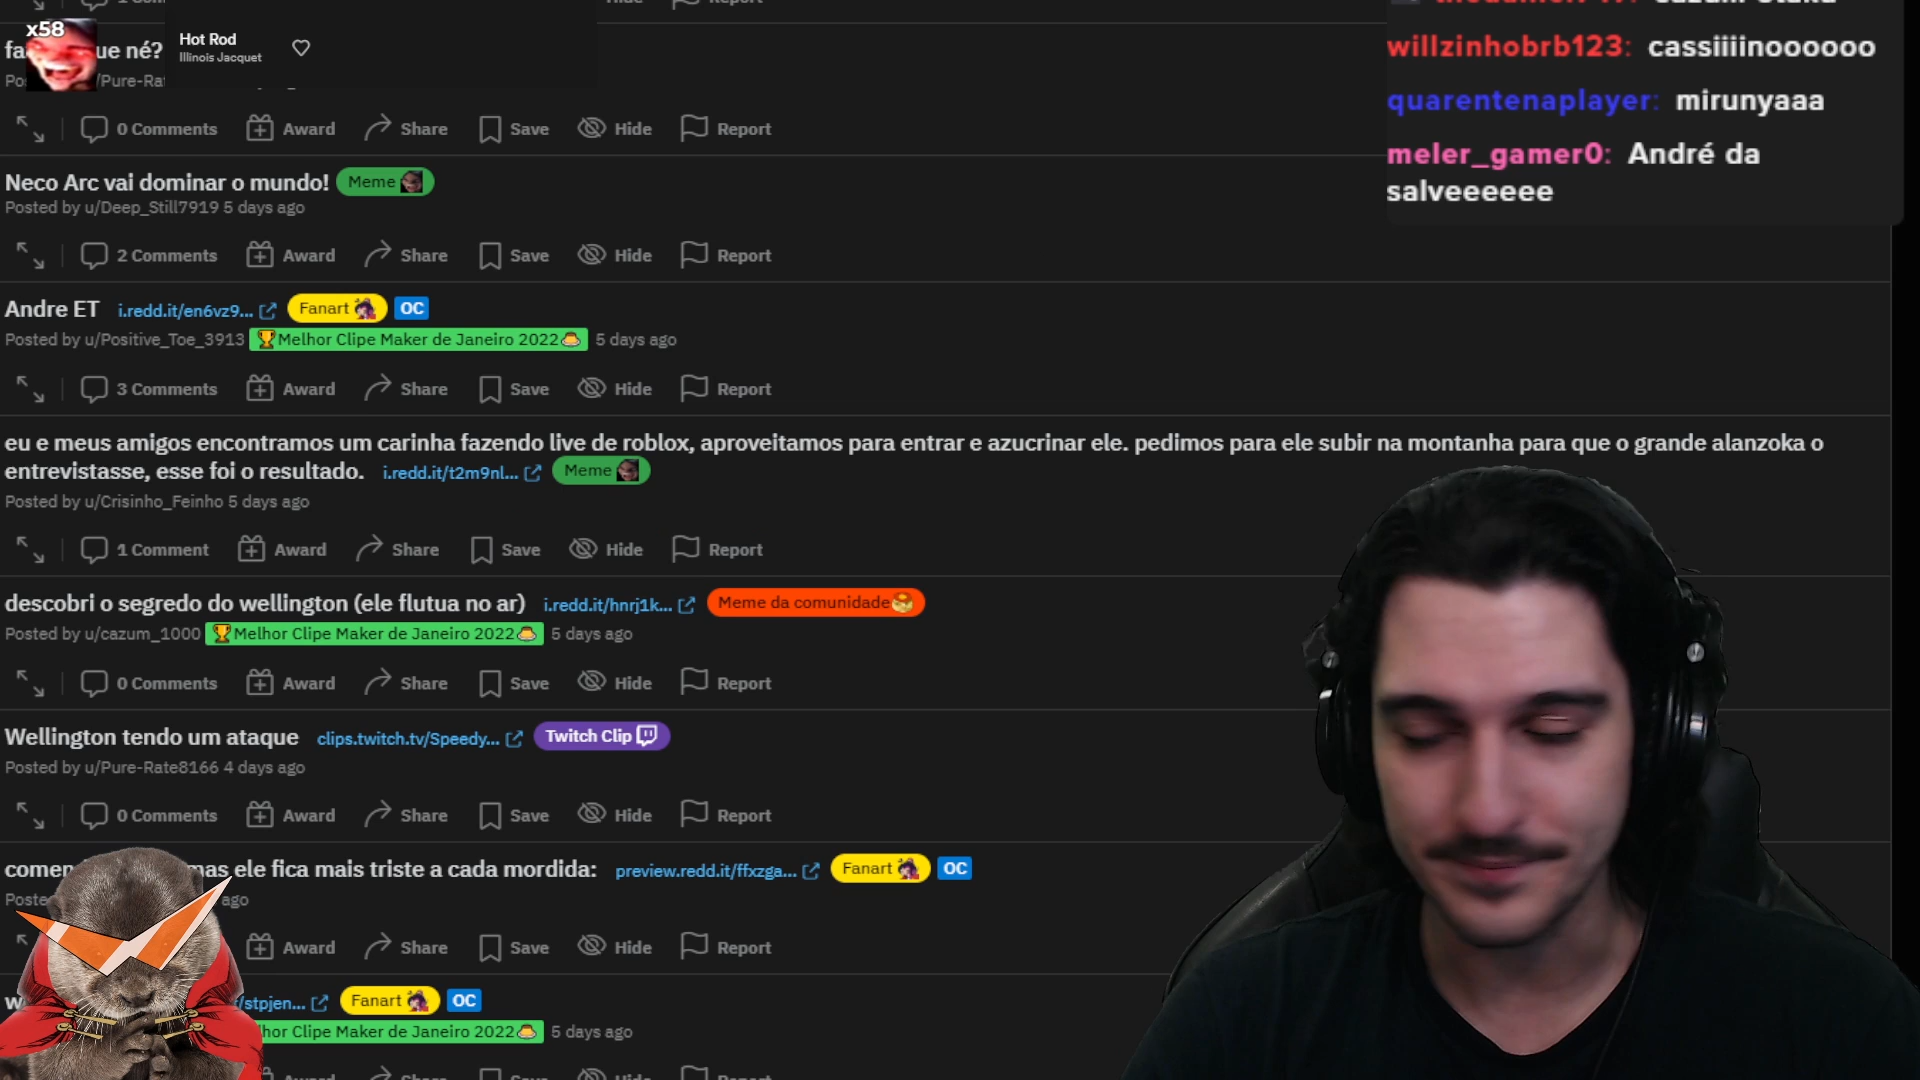 x58
Hot Rod
Illinois Jacquet
fa
ue né?
/Pure-Ra
0 Comments Award Share Save Hide Report
Neco Arc vai dominar o mundo! Meme
Posted by u/Deep_Still7919 5 days ago
2 Comments Award Share Save Hide Report
Andre ET i.redd.it/en6vz9... Fanart OC
Posted by u/Positive_Toe_3913 🏆Melhor Clipe Maker de Janeiro 2022🍮 5 days ago
3 Comments Award Share Save Hide Report
eu e meus amigos encontramos um carinha fazendo live de roblox, aproveitamos para entrar e azucrinar ele. pedimos para ele subir na montanha para que o grande alanzoka o
entrevistasse, esse foi o resultado. i.redd.it/t2m9nl... Meme
Posted by u/Crisinho_Feinho 5 days ago
1 Comment Award Share Save Hide Report
descobri o segredo do wellington (ele flutua no ar) i.redd.it/hnrj1k... Meme da comunidade
Posted by u/cazum_1000 🏆Melhor Clipe Maker de Janeiro 2022🍮 5 days ago
0 Comments Award Share Save Hide Report
Wellington tendo um ataque clips.twitch.tv/Speedy... Twitch Clip
Posted by u/Pure-Rate8166 4 days ago
0 Comments Award Share Save Hide Report
comen mas ele fica mais triste a cada mordida: preview.redd.it/ffxzga... Fanart OC
Poste ago
Award Share Save Hide Report
/stpjen... Fanart OC
lhor Clipe Maker de Janeiro 2022🍮 5 days ago
willzinhobrb123: cassiiiinoooooo
quarentenaplayer: mirunyaaa
meler_gamer0: André da
salveeeeee